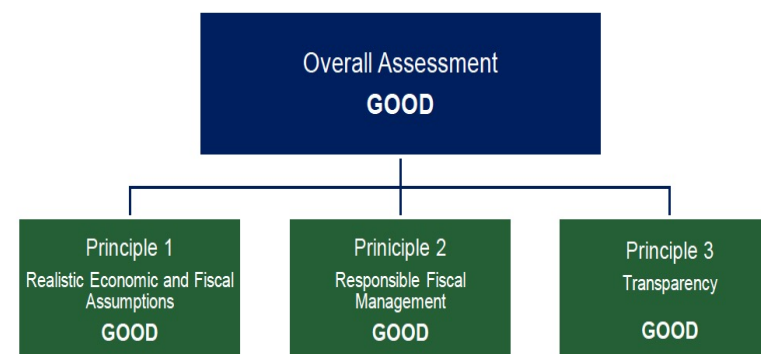 Overall Assessment
GOOD
Principle 1
Realistic Economic and Fiscal
Assumptions
GOOD
Priniciple 2
Responsible Fiscal
Management
GOOD
Principle 3
Transparency
GOOD